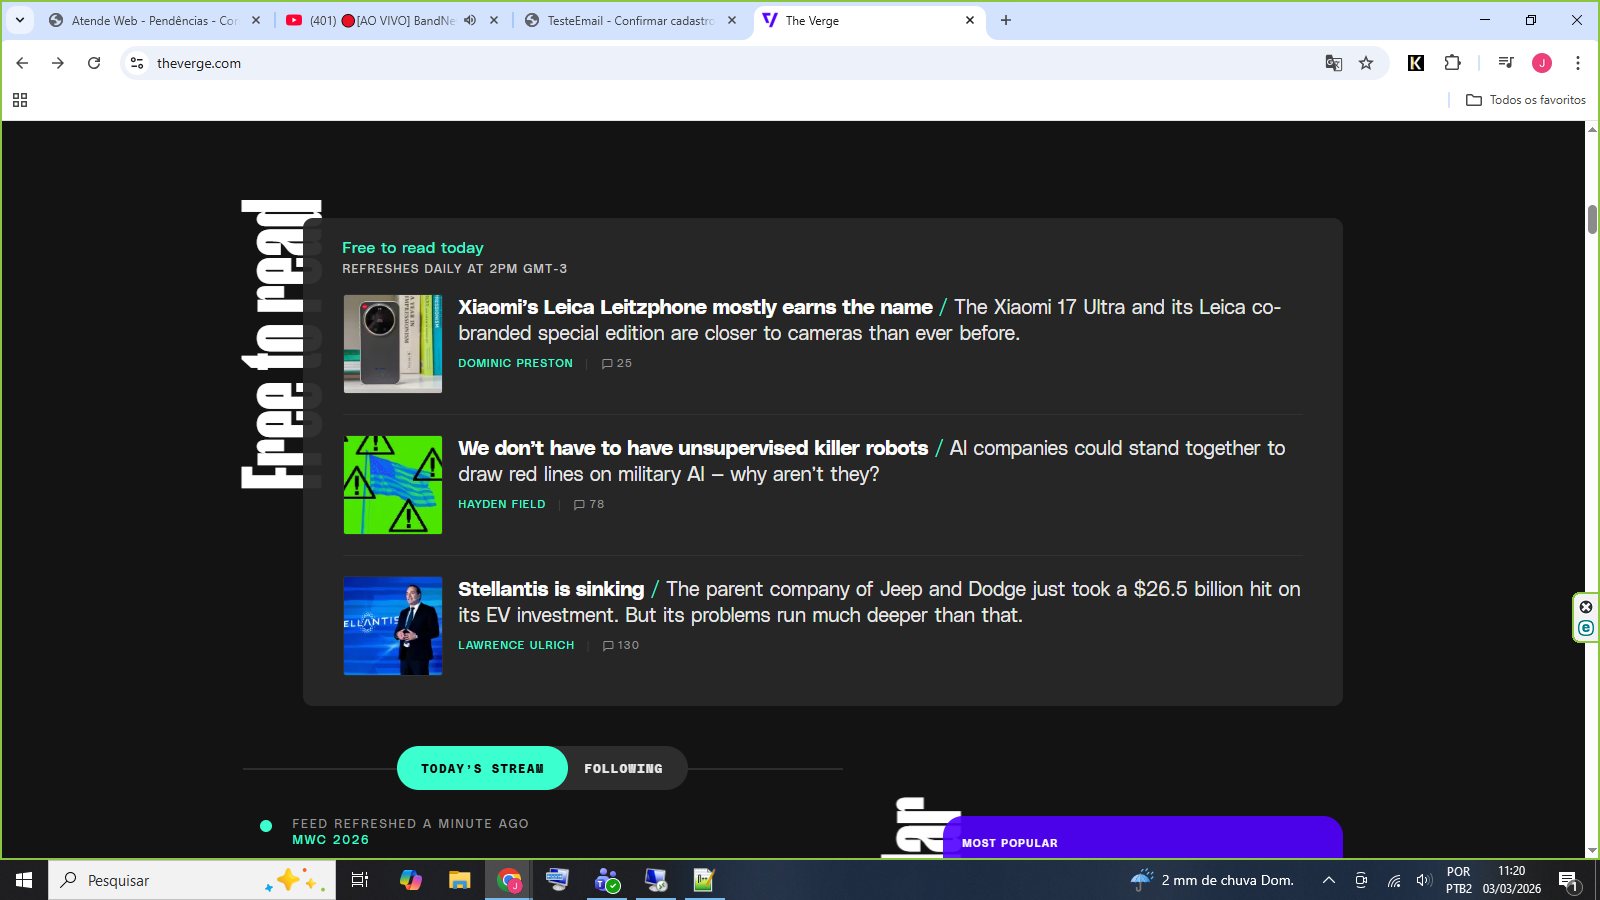 Atende Web - Pendências - Co
(401) [AO VIVO] BandNe
TesteEmail - Confirmar cadastro
The Verge
theverge.com
Todos os favoritos
Free to read
Free to read today
REFRESHES DAILY AT 2PM GMT-3
Xiaomi's Leica Leitzphone mostly earns the name / The Xiaomi 17 Ultra and its Leica co-
branded special edition are closer to cameras than ever before.
DOMINIC PRESTON
25
We don't have to have unsupervised killer robots / AI companies could stand together to
draw red lines on military AI – why aren't they?
HAYDEN FIELD
78
Stellantis is sinking / The parent company of Jeep and Dodge just took a $26.5 billion hit on
its EV investment. But its problems run much deeper than that.
LAWRENCE ULRICH
130
TODAY'S STREAM
FOLLOWING
FEED REFRESHED A MINUTE AGO
MWC 2026
MOST POPULAR
Pesquisar
2 mm de chuva Dom.
POR
PTB2
11:20
03/03/2026
1